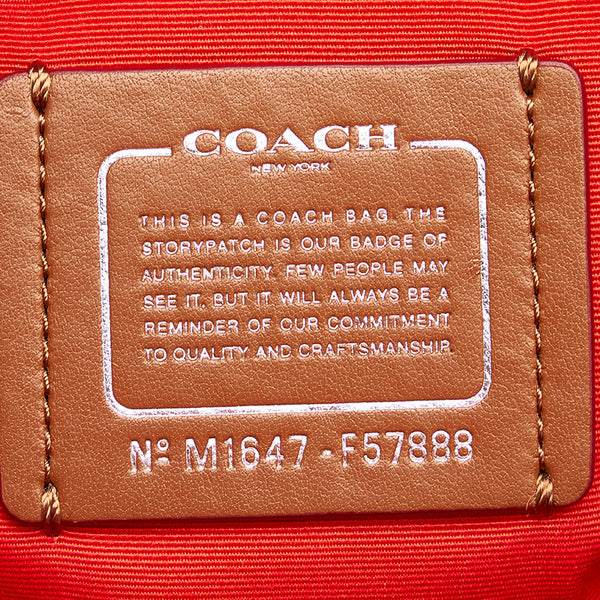 COACH
NEW YORK
THIS IS A COACH BAG. THE
STORYPATCH IS OUR BADGE OF
AUTHENTICITY. FEW PEOPLE MAY
SEE IT, BUT IT WILL ALWAYS BE A
REMINDER OF OUR COMMITMENT
TO QUALITY AND CRAFTSMANSHIP.
Nº M1647 - F57888